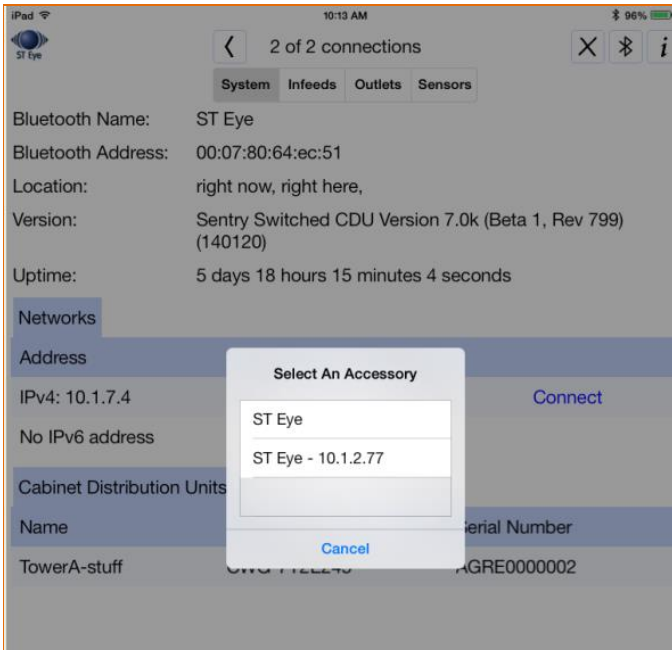 iPad 10:13 AM 96%
ST Eye
2 of 2 connections i
System Infeeds Outlets Sensors
Bluetooth Name: ST Eye
Bluetooth Address: 00:07:80:64:ec:51
Location: right now, right here,
Version: Sentry Switched CDU Version 7.0k (Beta 1, Rev 799)
(140120)
Uptime: 5 days 18 hours 15 minutes 4 seconds
Networks
Address
Select An Accessory
IPv4: 10.1.7.4 Connect
ST Eye
No IPv6 address
ST Eye - 10.1.2.77
Cabinet Distribution Units
Name Serial Number
Cancel
TowerA-stuff AGRE0000002